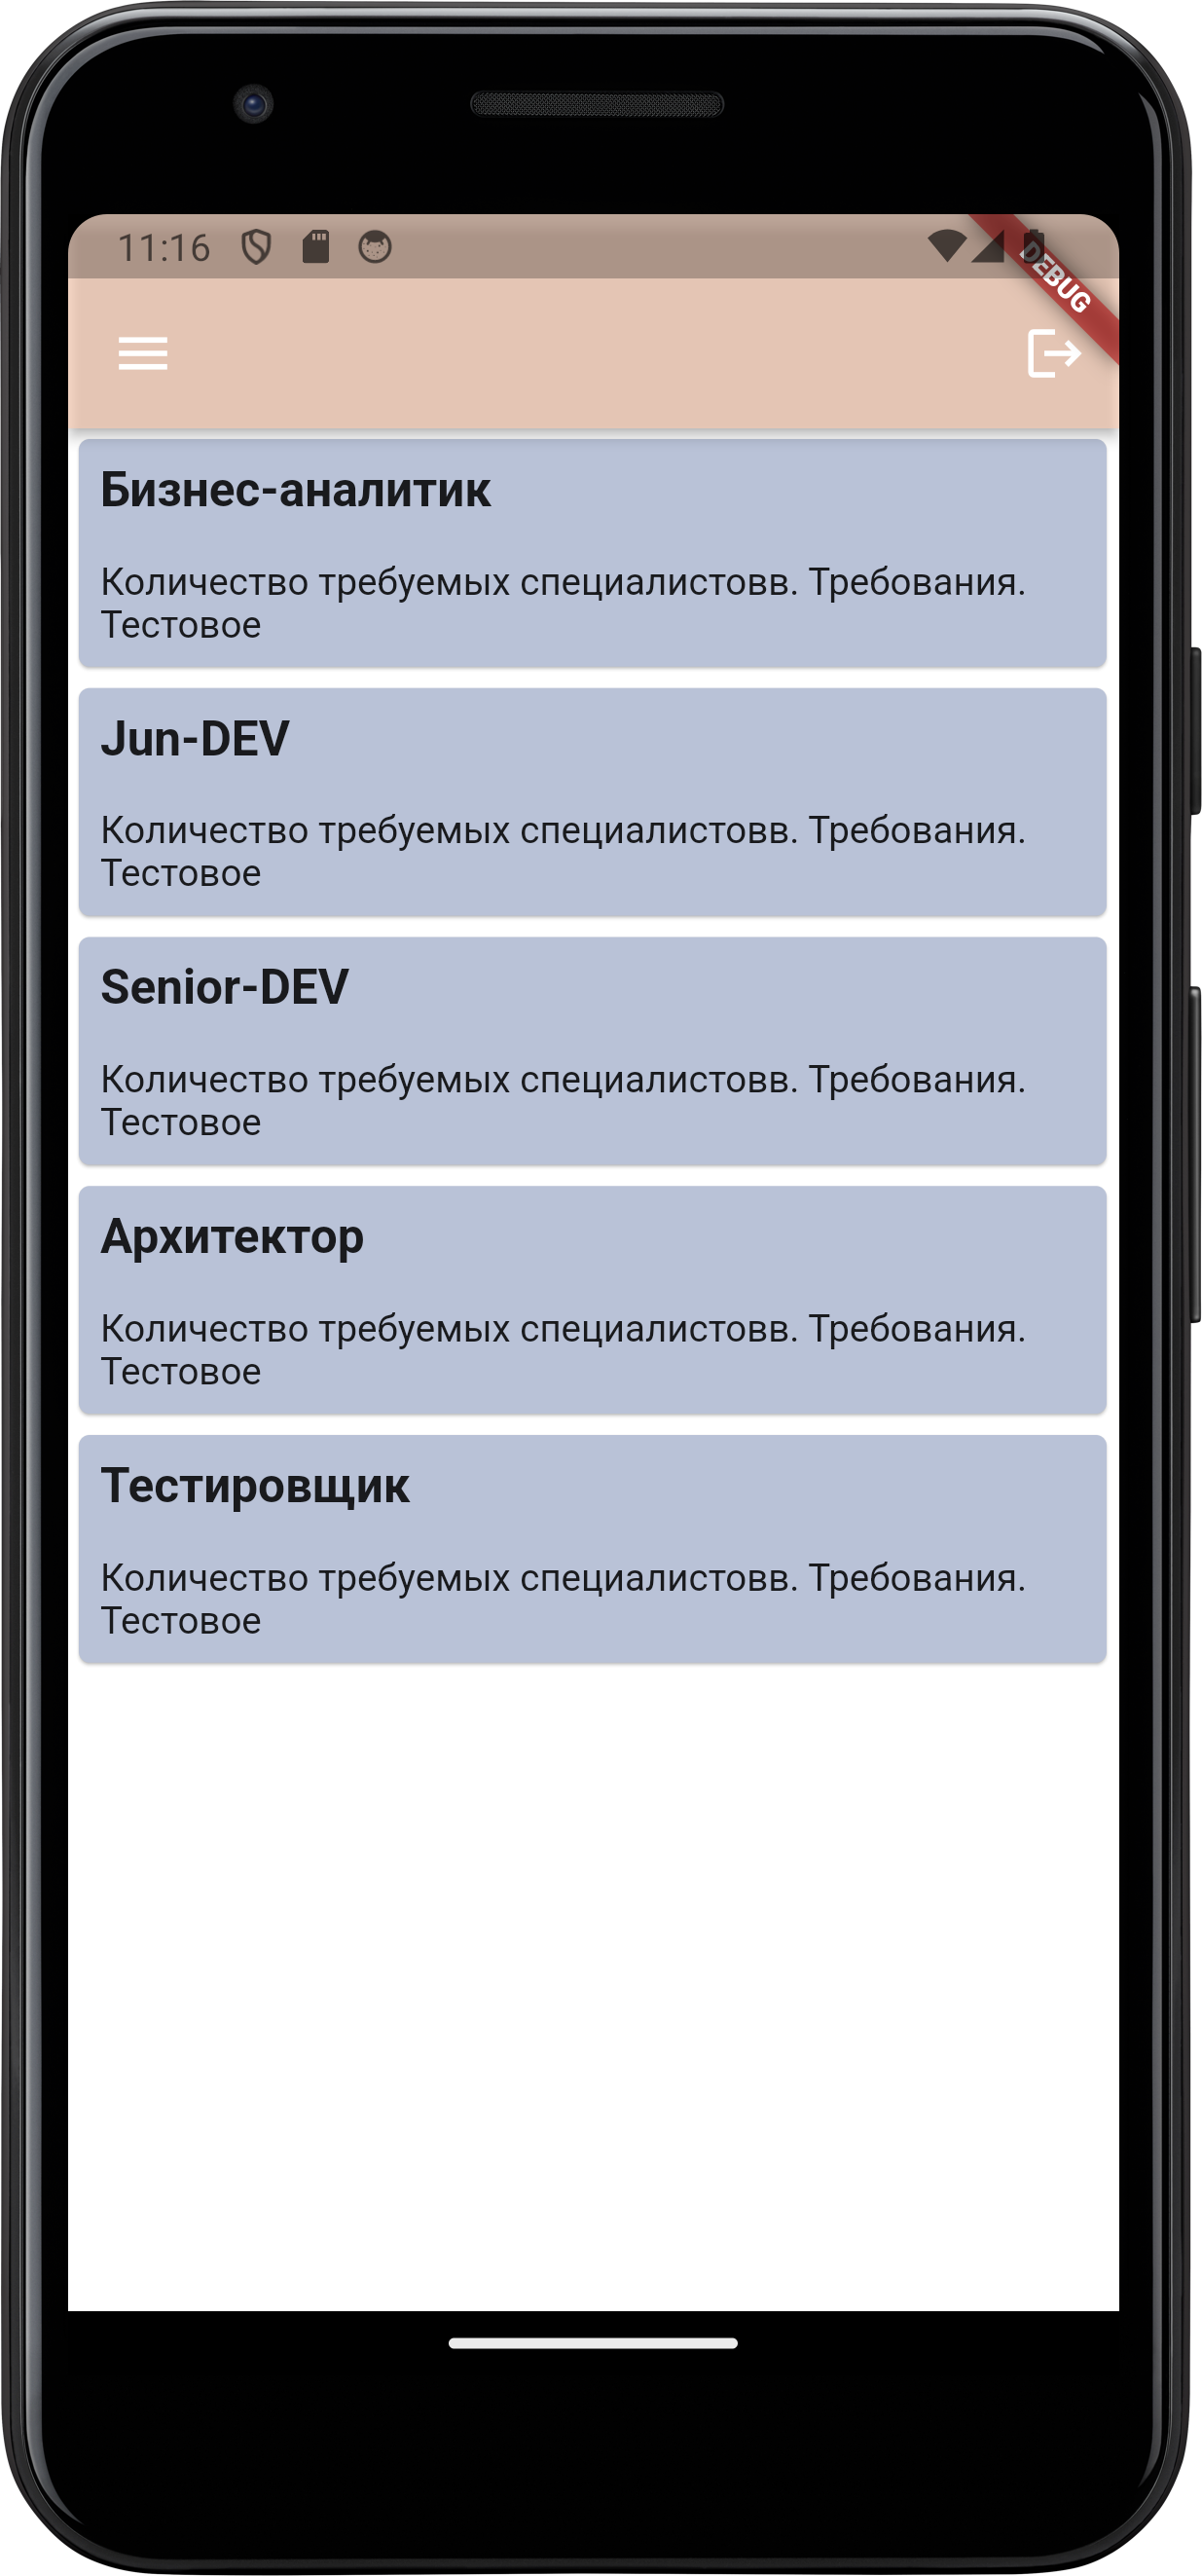 11:16
DEBUG
Бизнес-аналитик
Количество требуемых специалистовв. Требования.
Тестовое
Jun-DEV
Количество требуемых специалистовв. Требования.
Тестовое
Senior-DEV
Количество требуемых специалистовв. Требования.
Тестовое
Архитектор
Количество требуемых специалистовв. Требования.
Тестовое
Тестировщик
Количество требуемых специалистовв. Требования.
Тестовое